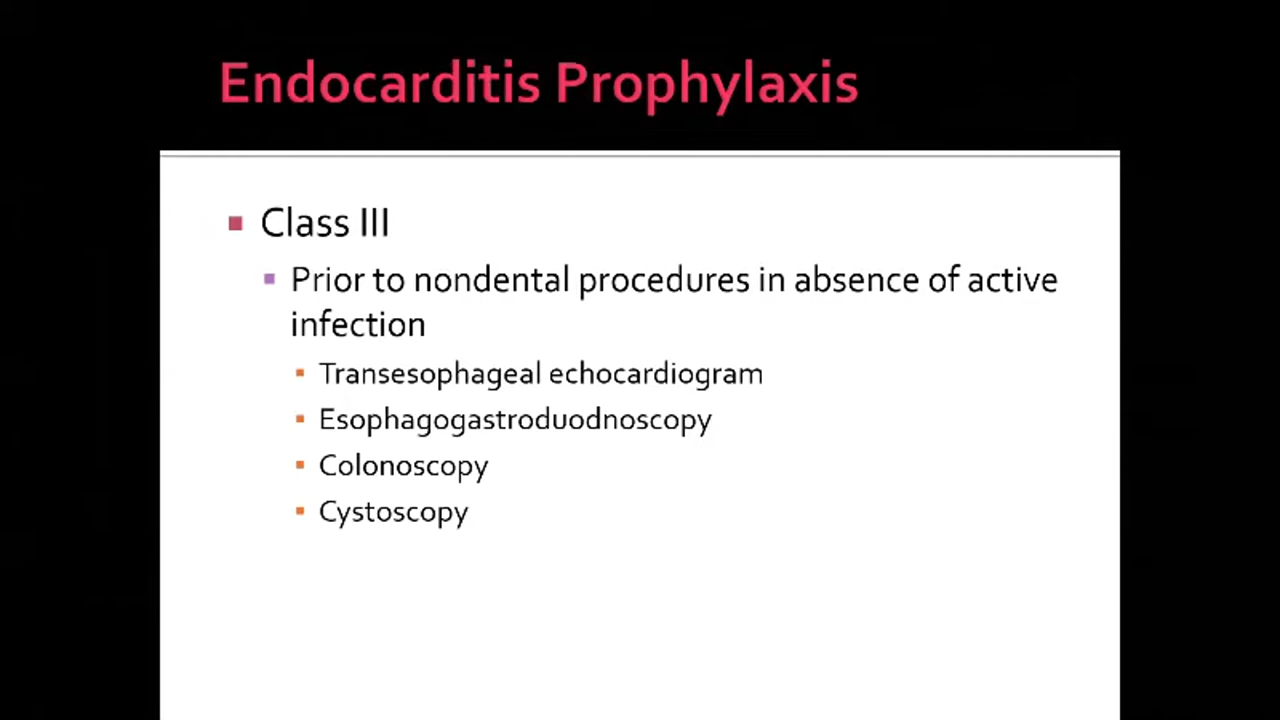 Endocarditis Prophylaxis
Class III
Prior to nondental procedures in absence of active
infection
Transesophageal echocardiogram
Esophagogastroduodnoscopy
Colonoscopy
Cystoscopy